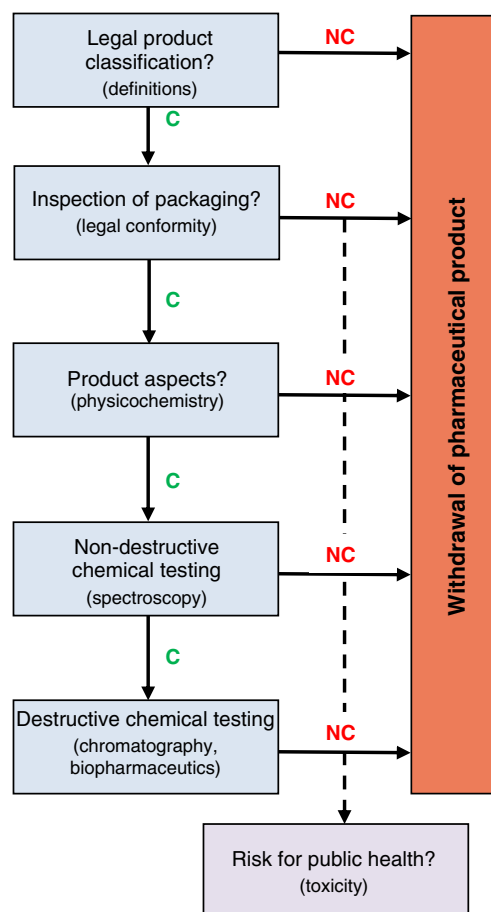 Legal product
classification?
(definitions)
NC
C
Inspection of packaging?
(legal conformity)
NC
C
Product aspects?
(physicochemistry)
NC
C
Non-destructive
chemical testing
(spectroscopy)
NC
C
Destructive chemical testing
(chromatography,
biopharmaceutics)
NC
Withdrawal of pharmaceutical product
Risk for public health?
(toxicity)